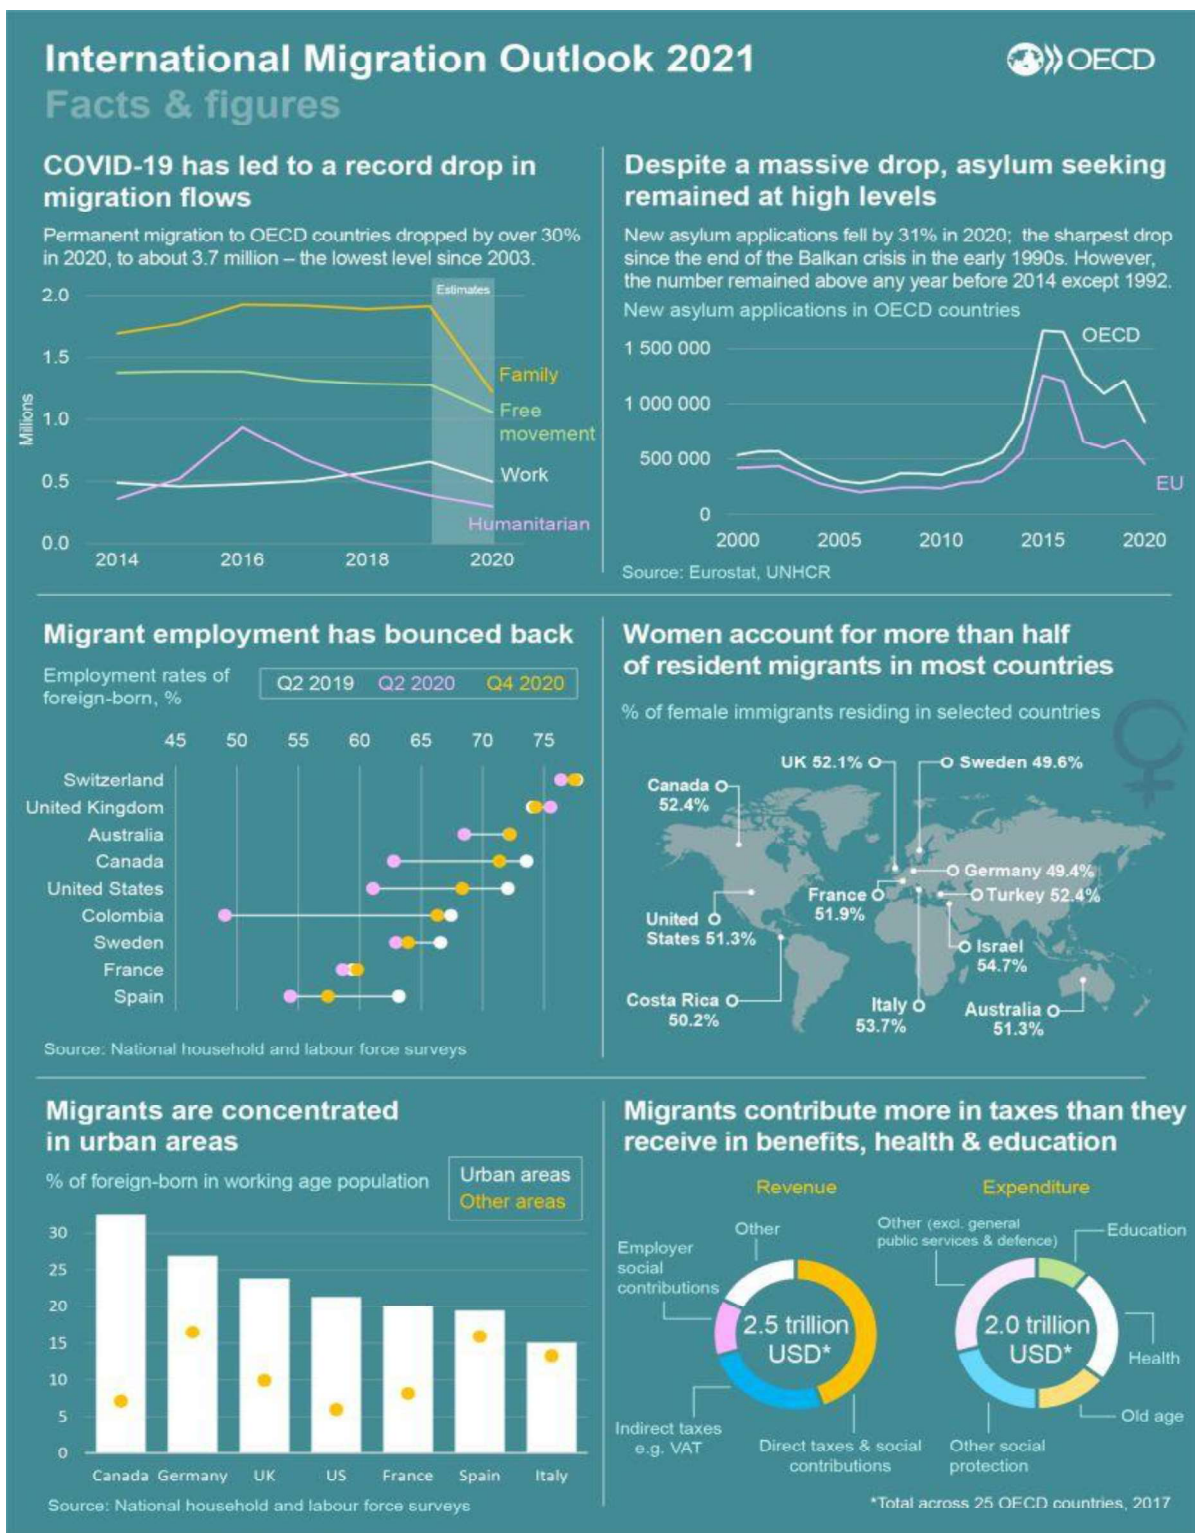 International Migration Outlook 2021
Facts & figures
OECD
COVID-19 has led to a record drop in
migration flows
Permanent migration to OECD countries dropped by over 30%
in 2020, to about 3.7 million – the lowest level since 2003.
Estimates
2.0
1.5
1.0
0.5
0.0
Millions
Family
Free
movement
Work
Humanitarian
2014 2016 2018 2020
Despite a massive drop, asylum seeking
remained at high levels
New asylum applications fell by 31% in 2020; the sharpest drop
since the end of the Balkan crisis in the early 1990s. However,
the number remained above any year before 2014 except 1992.
New asylum applications in OECD countries
OECD
1 500 000
1 000 000
500 000
0
EU
2000 2005 2010 2015 2020
Source: Eurostat, UNHCR
Migrant employment has bounced back
Employment rates of
foreign-born, %
Q2 2019 Q2 2020 Q4 2020
45 50 55 60 65 70 75
Switzerland
United Kingdom
Australia
Canada
United States
Colombia
Sweden
France
Spain
Source: National household and labour force surveys
Women account for more than half
of resident migrants in most countries
% of female immigrants residing in selected countries
UK 52.1%
Sweden 49.6%
Canada
52.4%
Germany 49.4%
France
51.9%
Turkey 52.4%
United
States 51.3%
Israel
54.7%
Costa Rica
50.2%
Italy
53.7%
Australia
51.3%
Migrants are concentrated
in urban areas
% of foreign-born in working age population
Urban areas
Other areas
30
25
20
15
10
5
0
Canada Germany UK US France Spain Italy
Source: National household and labour force surveys
Migrants contribute more in taxes than they
receive in benefits, health & education
Revenue
Other
Employer
social
contributions
2.5 trillion
USD*
Indirect taxes
e.g. VAT
Direct taxes & social
contributions
Expenditure
Other (excl. general
public services & defence)
Education
2.0 trillion
USD*
Health
Old age
Other social
protection
*Total across 25 OECD countries, 2017